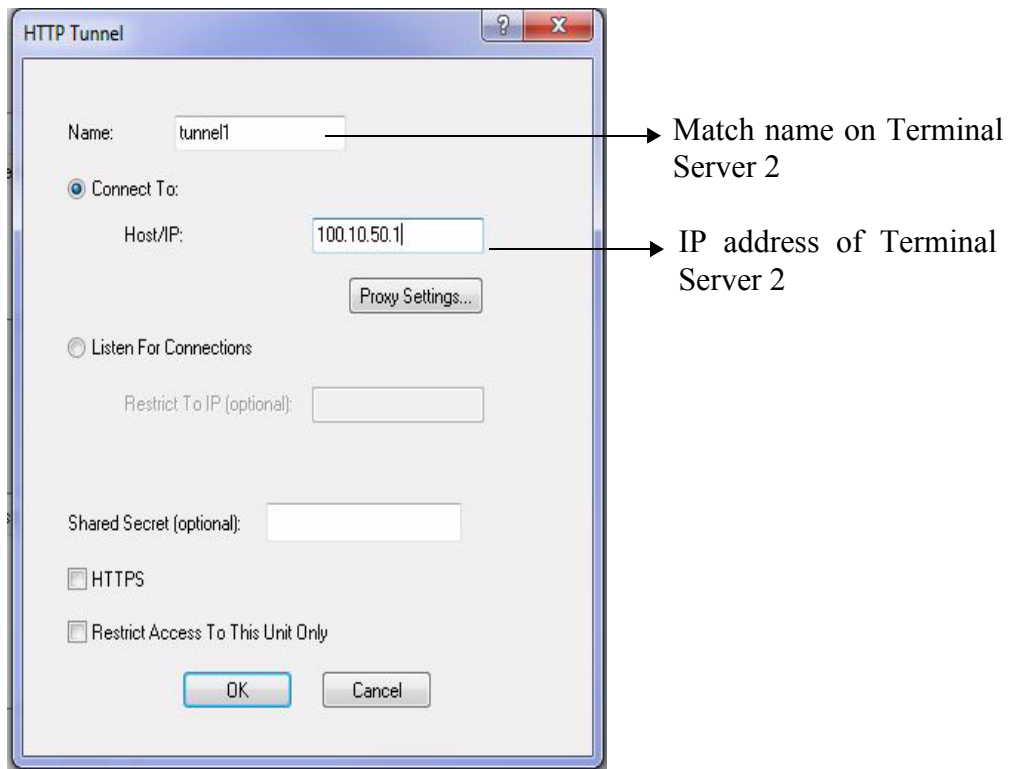 HTTP Tunnel
Name: tunnel1
Match name on Terminal
Server 2
Connect To:
Host/IP: 100.10.50.1
IP address of Terminal
Server 2
Proxy Settings...
Listen For Connections
Restrict To IP (optional):
Shared Secret (optional):
HTTPS
Restrict Access To This Unit Only
OK Cancel